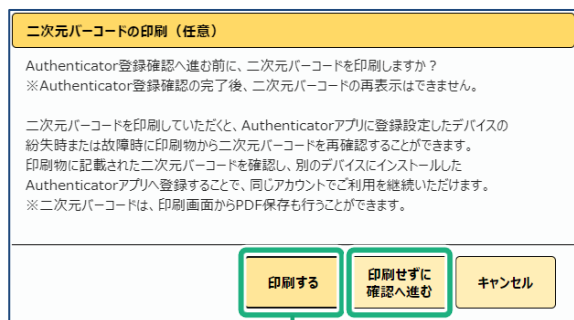 二次元バーコードの印刷（任意）
Authenticator登録確認へ進む前に、二次元バーコードを印刷しますか？
※Authenticator登録確認の完了後、二次元バーコードの再表示はできません。
二次元バーコードを印刷していただくと、Authenticatorアプリに登録設定したデバイスの
紛失時または故障時に印刷物から二次元バーコードを再確認することができます。
印刷物に記載された二次元バーコードを確認し、別のデバイスにインストールした
Authenticatorアプリへ登録することで、同じアカウントでご利用を継続いただけます。
※二次元バーコードは、印刷画面からPDF保存も行うことができます。
印刷する
印刷せずに
確認へ進む
キャンセル